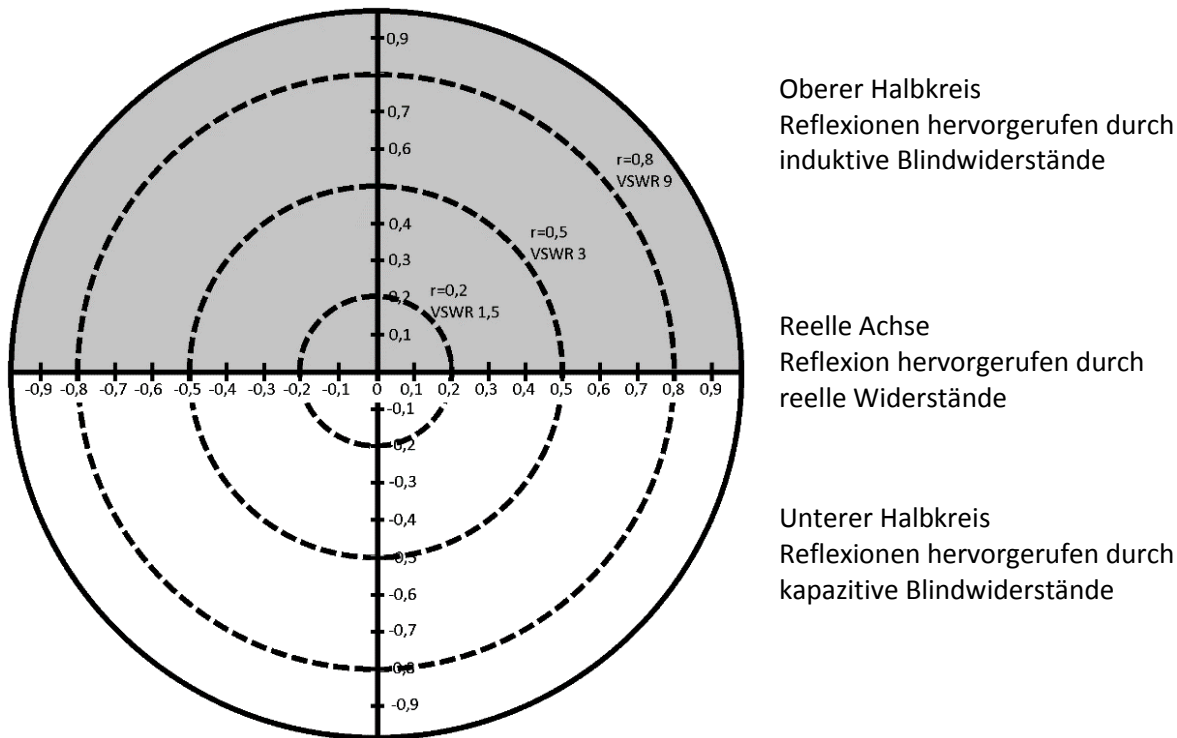 0,9
0,7
0,6
r=0,8
VSWR 9
0,4
r=0,5
VSWR 3
0,3
r=0,2
VSWR 1,5
0,2
0,1
-0,9 -0,8 -0,7 -0,6 -0,5 -0,4 -0,3 -0,2 -0,1 0 0,1 0,2 0,3 0,4 0,5 0,6 0,7 0,8 0,9
-0,1
-0,2
-0,3
-0,4
-0,5
-0,6
-0,7
-0,8
-0,9
Oberer Halbkreis
Reflexionen hervorgerufen durch
induktive Blindwiderstände
Reelle Achse
Reflexion hervorgerufen durch
reelle Widerstände
Unterer Halbkreis
Reflexionen hervorgerufen durch
kapazitive Blindwiderstände